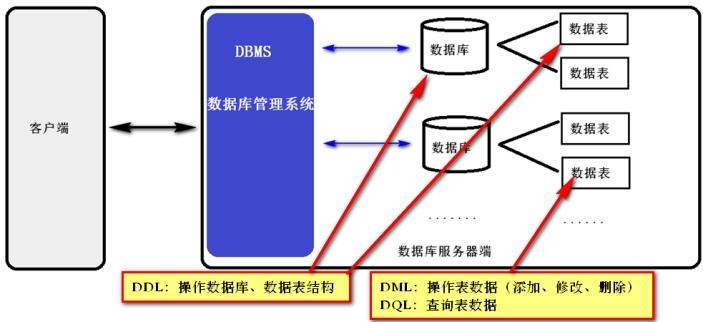 客户端
DBMS
数据库管理系统
数据库
数据库
数据表
数据表
数据表
数据表
.......
......
数据库服务器端
DDL：操作数据库、数据表结构
DML：操作表数据（添加、修改、删除）
DQL：查询表数据